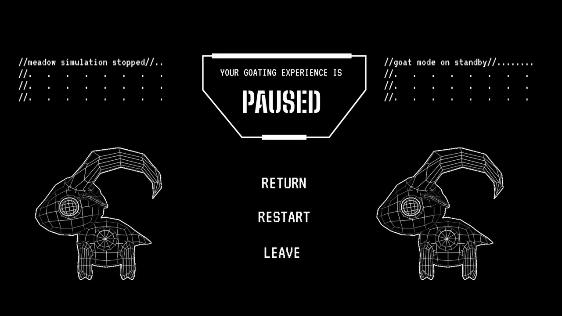 //meadow simulation stopped//..
//. . . . . . . .
//. . . . . . . .
//. . . . . . . .
YOUR GOATING EXPERIENCE IS
PAUSED
//goat mode on standby//........
//. . . . . . . .
//. . . . . . . .
//. . . . . . . .
RETURN
RESTART
LEAVE